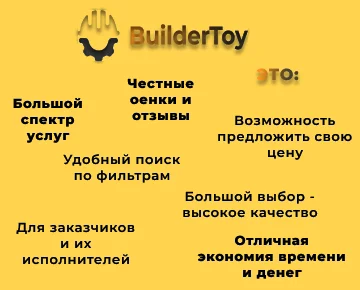 BuilderToy
это:
Честные
оенки и
отзывы
Большой
спектр
услуг
Возможность
предложить свою
цену
Удобный поиск
по фильтрам
Большой выбор -
высокое качество
Для заказчиков
и их
исполнителей
Отличная
экономия времени
и денег